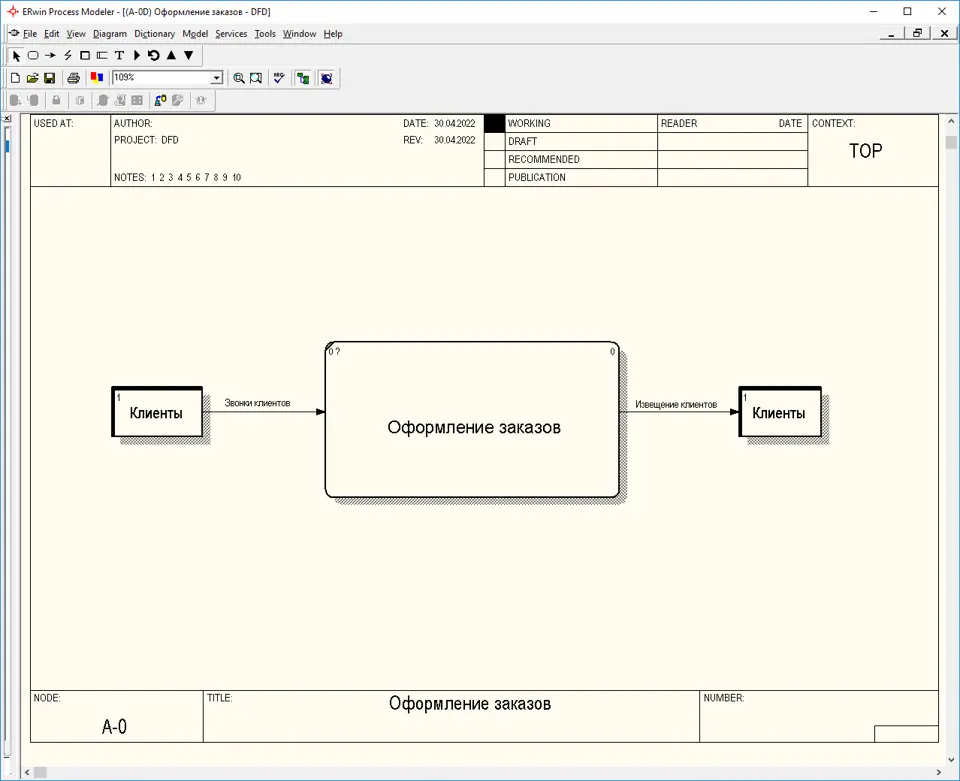 ERwin Process Modeler - [(A-0D) Оформление заказов - DFD]
File Edit View Diagram Dictionary Model Services Tools Window Help
109%
USED AT:
AUTHOR:
DATE: 30.04.2022
PROJECT: DFD
REV: 30.04.2022
NOTES: 1 2 3 4 5 6 7 8 9 10
WORKING
DRAFT
RECOMMENDED
PUBLICATION
READER DATE
CONTEXT:
TOP
1
Клиенты
Звонки клиентов
0 ?
0
Оформление заказов
Извещение клиентов
1
Клиенты
NODE:
A-0
TITLE:
Оформление заказов
NUMBER: